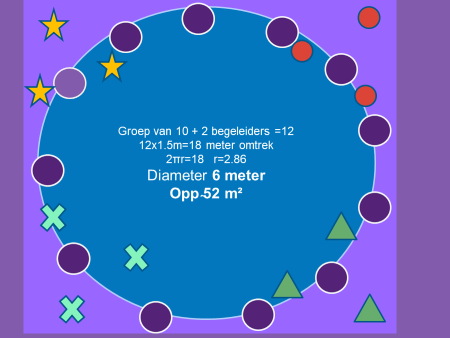 Groep van 10 + 2 begeleiders =12
12x1.5m=18 meter omtrek
2πr=18 r=2.86
Diameter 6 meter
Opp-52 m²